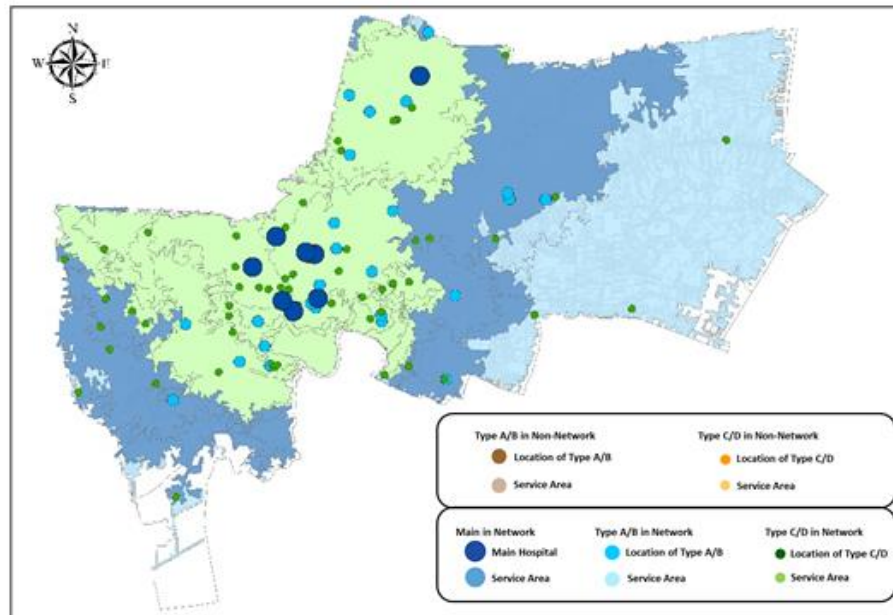 N
W E
S
Type A/B in Non-Network
Location of Type A/B
Service Area
Type C/D in Non-Network
Location of Type C/D
Service Area
Main in Network
Main Hospital
Service Area
Type A/B in Network
Location of Type A/B
Service Area
Type C/D in Network
Location of Type C/D
Service Area